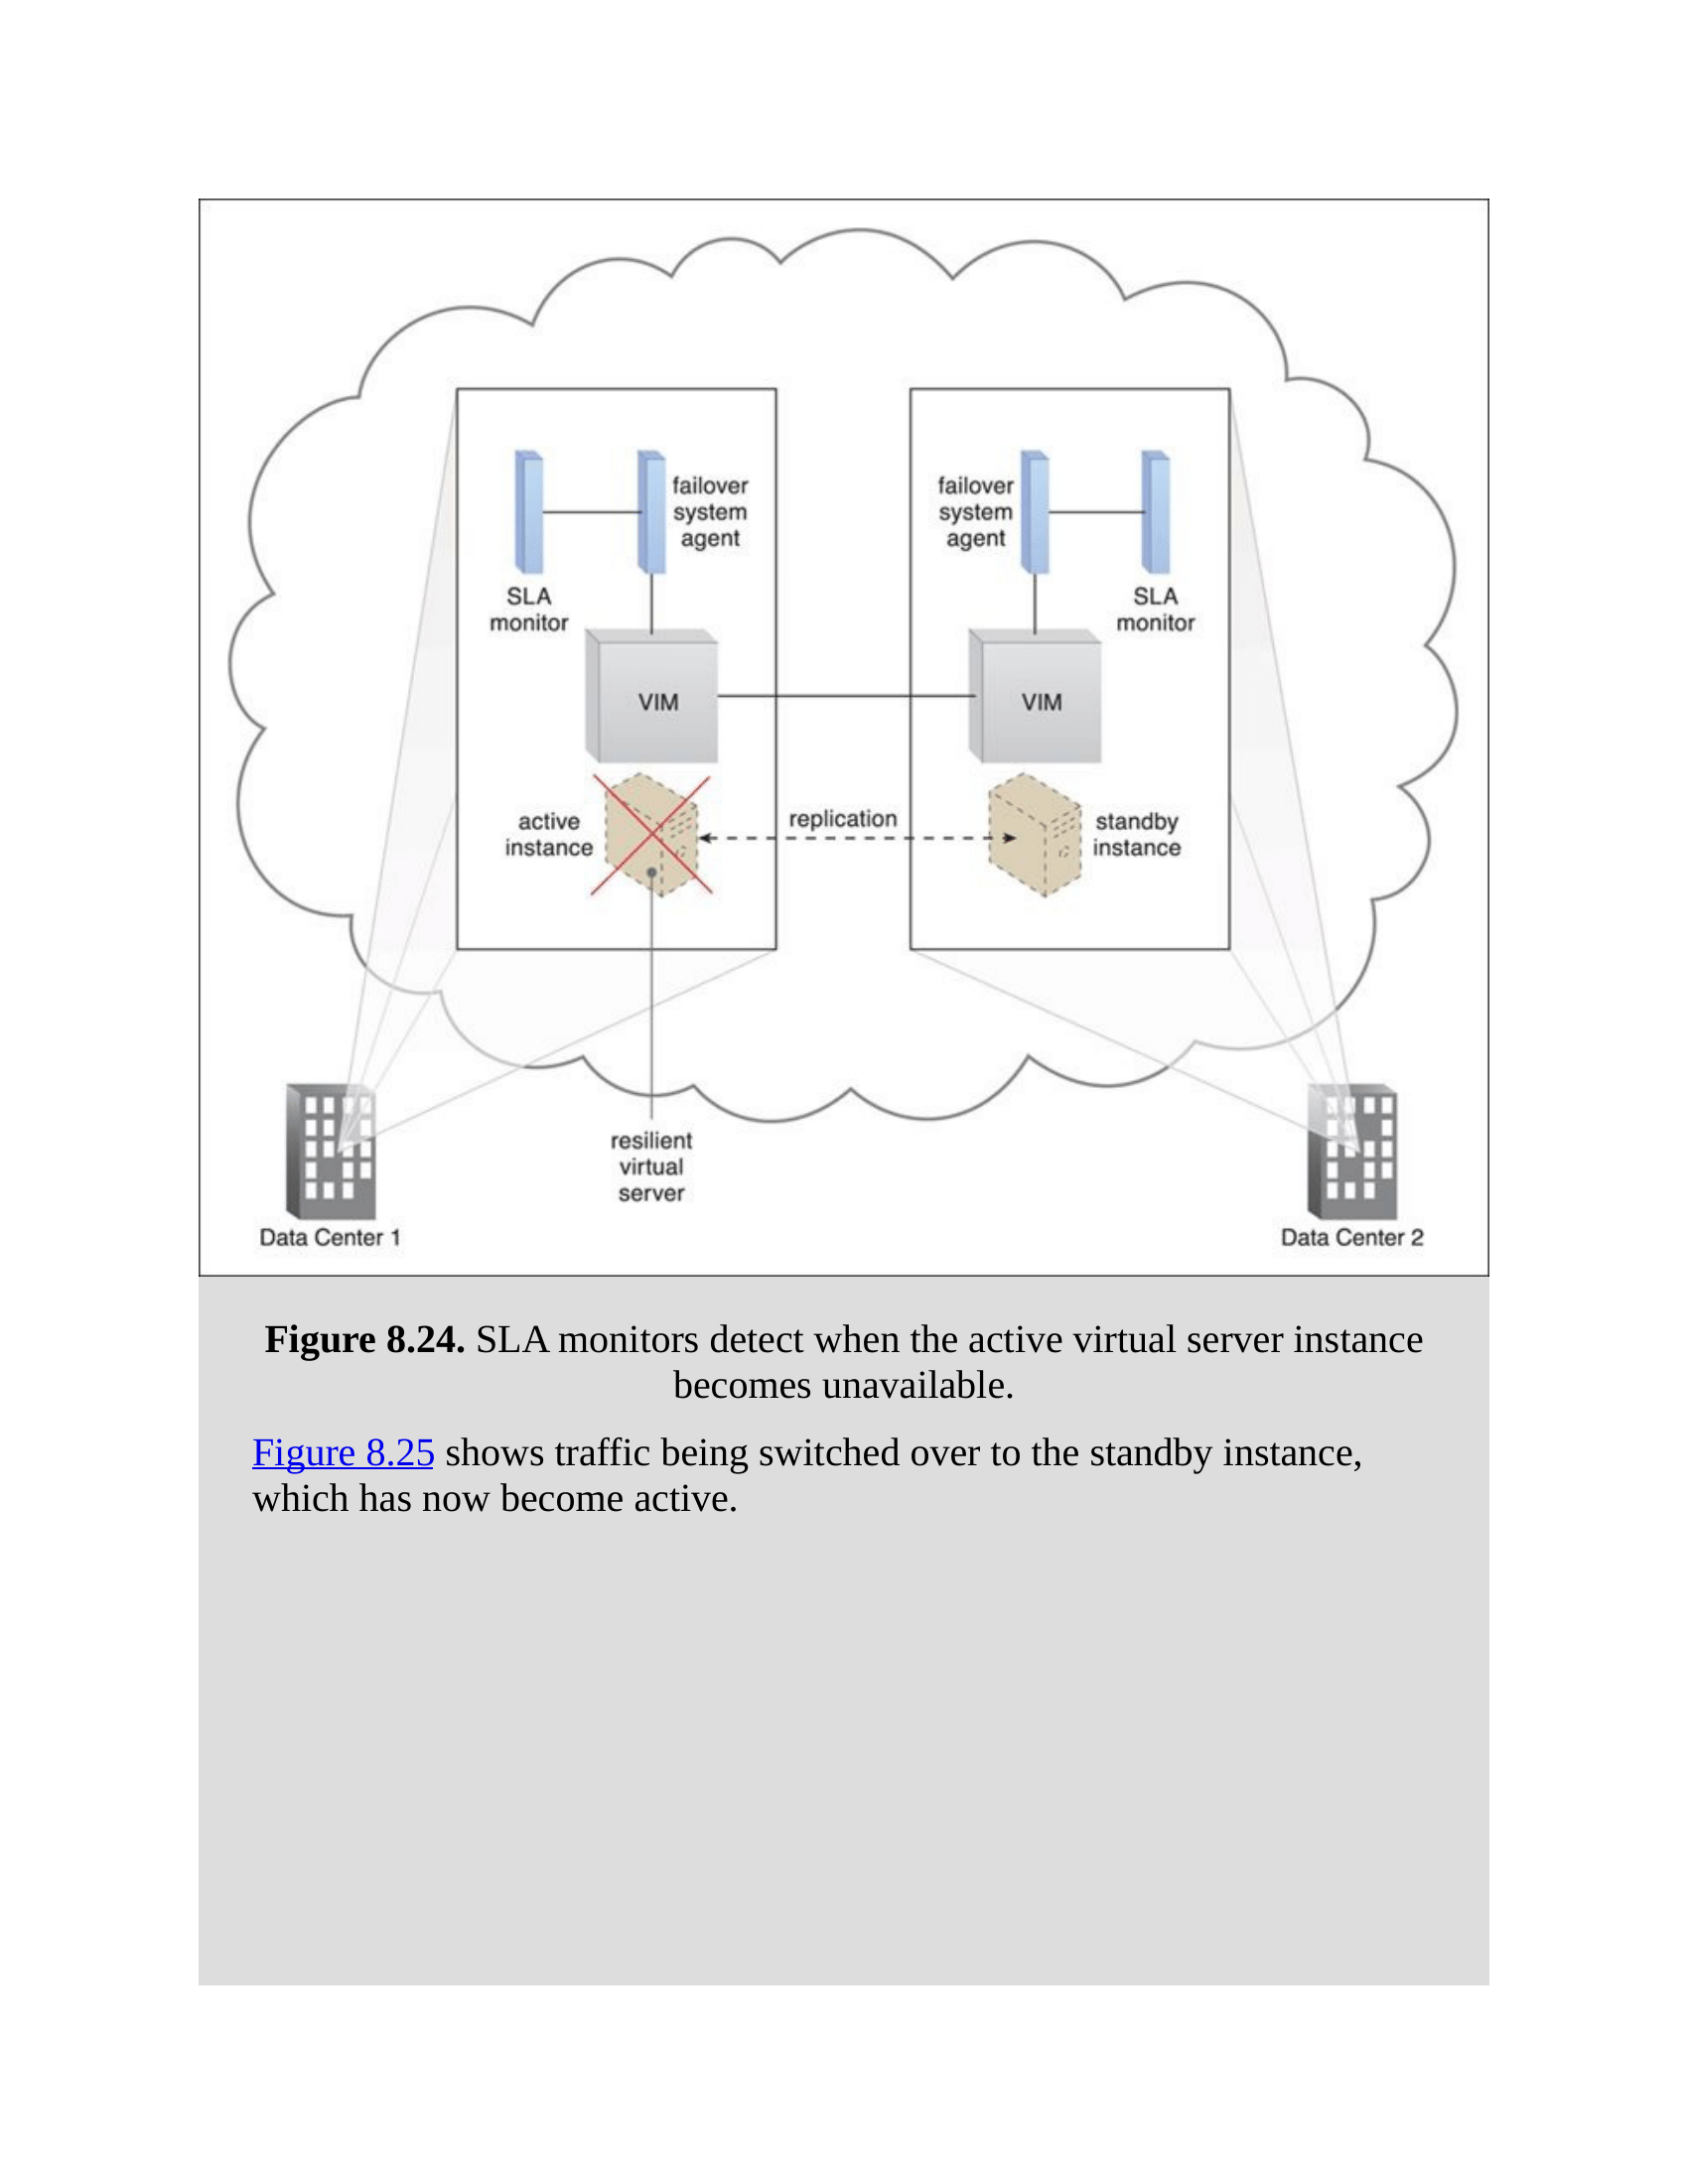 failover
system
agent
SLA
monitor
VIM
active
instance
failover
system
agent
SLA
monitor
VIM
replication
standby
instance
resilient
virtual
server
Data Center 1
Data Center 2
Figure 8.24. SLA monitors detect when the active virtual server instance
becomes unavailable.
Figure 8.25 shows traffic being switched over to the standby instance,
which has now become active.